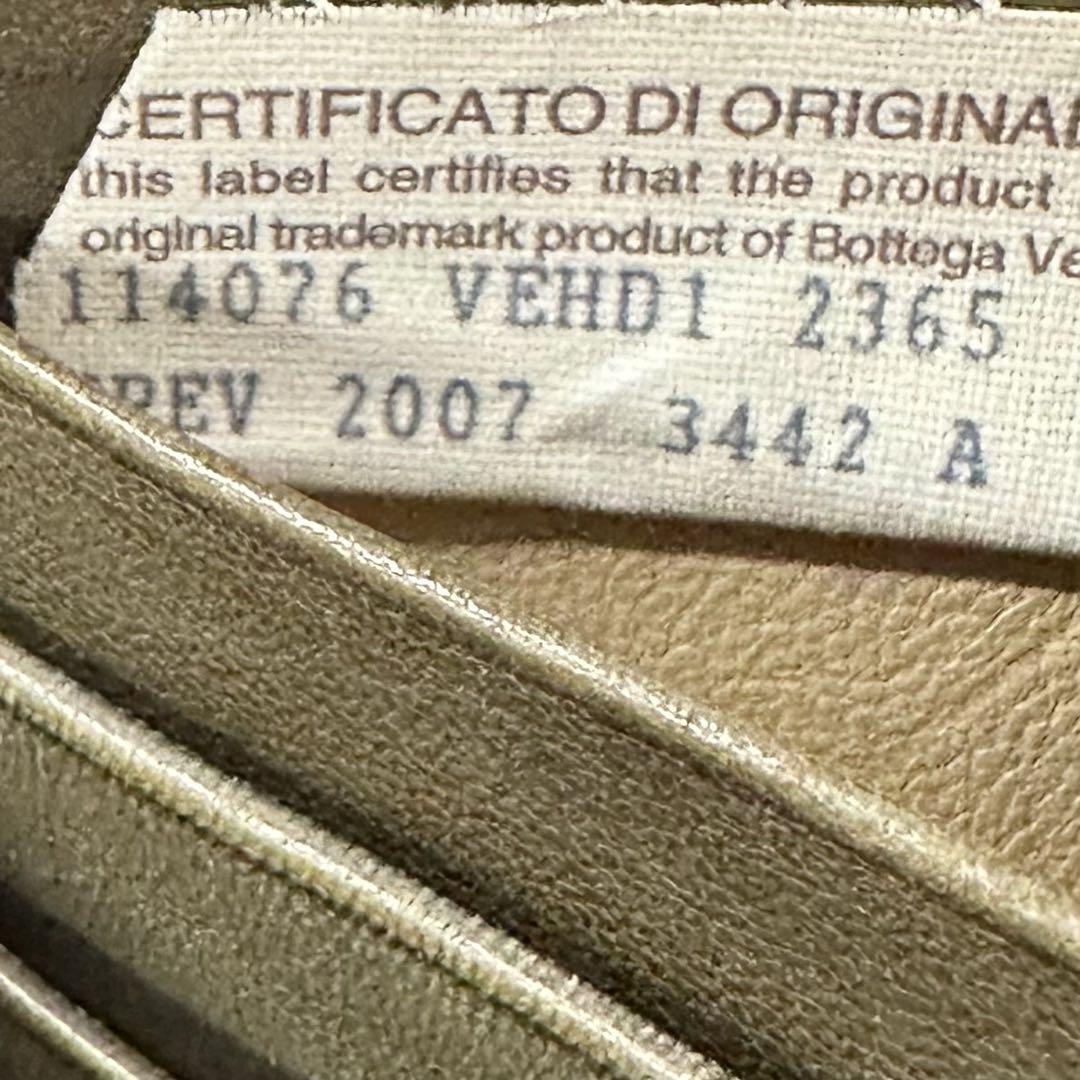 CERTIFICATO DI ORIGINAL
this label certifies that the product
original trademark product of Bottega Ve
114076 VEHD1 2365
PREV 2007 3442 A